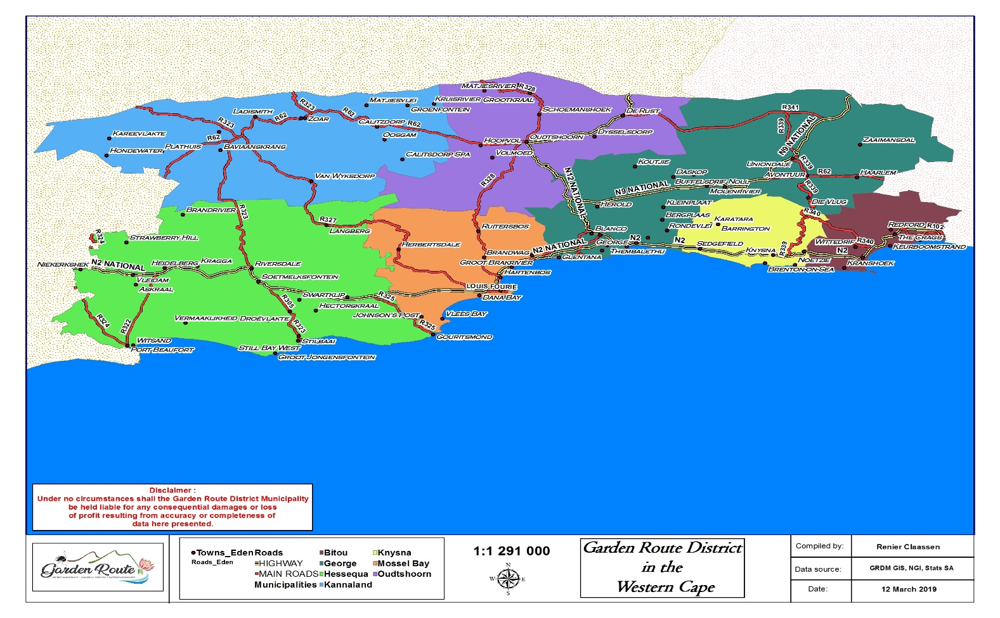 MATJIESRIVIER
R328
GROOTKRAAL
R323
MATJIESVLEI
KRUISRIVIER
GROENFONTEIN
SCHOEMANSHOEK
LADISMITH
R62
ZOAR
R62
DE RUST
R341
R323
CALITZDORP
R62
R339
KAREEVLAKTE
OOSGAM
DYSSELSDORP
R62
HOOPVOL
OUDTSHOORN
N9 NATIONAL
ZAAIMANSDAL
HONDEWATER
PLATHUIS
BAVIAANSKRANS
CALITSDORP SPA
VOLMOED
KOUTJIE
UNIONDALE
R339
DASKOP
AVONTUUR
R62
HAARLEM
VAN WYKSDORP
R328
N12 NATIONAL
N9 NATIONAL
BUFFELSDRIF NOUL
MOLENRIVIER
R339
BRANDRIVIER
R323
HEROLD
KLEINPLAAT
DIE VLUG
R327
BERGPLAAS
KARATARA
R340
LANGBERG
RUITERSBOS
BLANCO
RONDEVLEI
BARRINGTON
REDFORD
R102
R324
STRAWBERRY HILL
HERBERTSDALE
N2 NATIONAL
GEORGE
N2
N2
SEDGEFIELD
WITTEDRIF
R340
THE CRAGS
KEURBOOMSTRAND
BRANDWAG
GLENTANA
THEMBALETHU
KNYSNA
R339
N2
NIEKERKSHEK
N2 NATIONAL
HEIDELBERG
KRAGGA
RIVERSDALE
GROOT BRAKRIVIER
NOETZIE
KRANSHOEK
HARTENBOS
BRENTON-ON-SEA
VLEIDAM
SOETMELKSFONTEIN
ASKRAAL
LOUIS FOURIE
SWARTKLIP
R325
DANA BAY
R305
HECTORSKRAAL
R324
R322
VERMAAKLIKHEID
DROËVLAKTE
JOHNSON'S POST
VLEES BAY
R323
R325
GOURITSMOND
WITSAND
STILBAAI
PORT BEAUFORT
STILL BAY WEST
GROOT JONGENSFONTEIN
Disclaimer :
Under no circumstances shall the Garden Route District Municipality
be held liable for any consequential damages or loss
of profit resulting from accuracy or completeness of
data here presented.
Garden Route
Towns_Eden
Roads_Eden
Roads
HIGHWAY
MAIN ROADS
Municipalities
Bitou
George
Hessequa
Kannaland
Knysna
Mossel Bay
Oudtshoorn
1:1 291 000
N
W E
S
Garden Route District
in the
Western Cape
Compiled by: Renier Claassen
Data source: GRDM GIS, NGI, Stats SA
Date: 12 March 2019